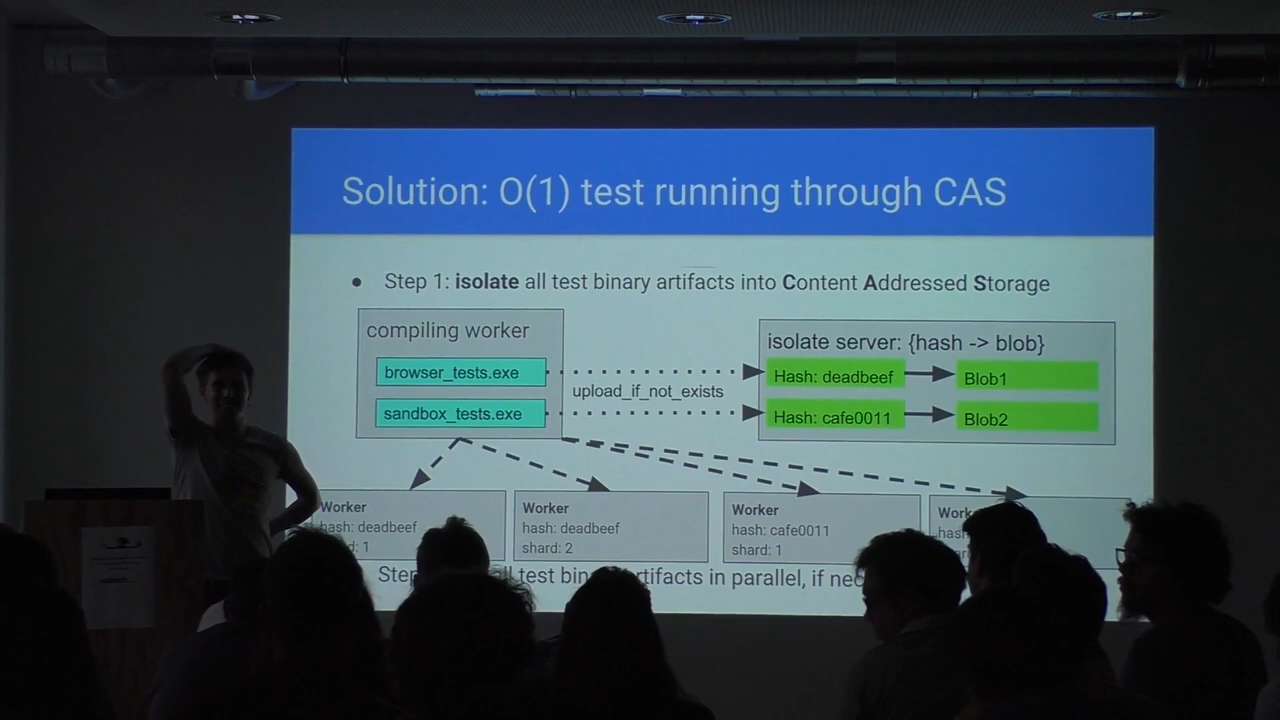 Solution: O(1) test running through CAS
● Step 1: isolate all test binary artifacts into Content Addressed Storage
compiling worker
browser_tests.exe
sandbox_tests.exe
upload_if_not_exists
isolate server: {hash -> blob}
Hash: deadbeef
Blob1
Hash: cafe0011
Blob2
Worker
hash: deadbeef
1
Worker
hash: deadbeef
shard: 2
Worker
hash: cafe0011
shard: 1
test artifacts in parallel, if